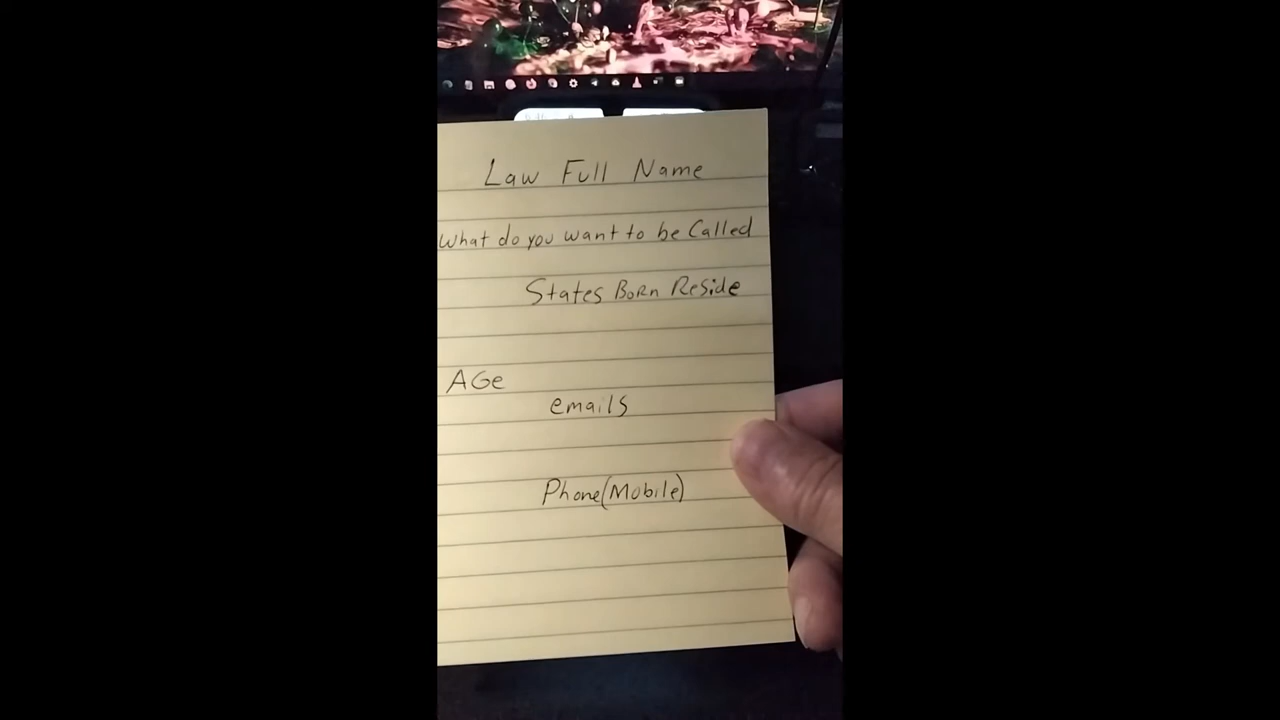 Law Full Name
What do you want to be Called
States Born Reside
AGe
emails
Phone(Mobile)